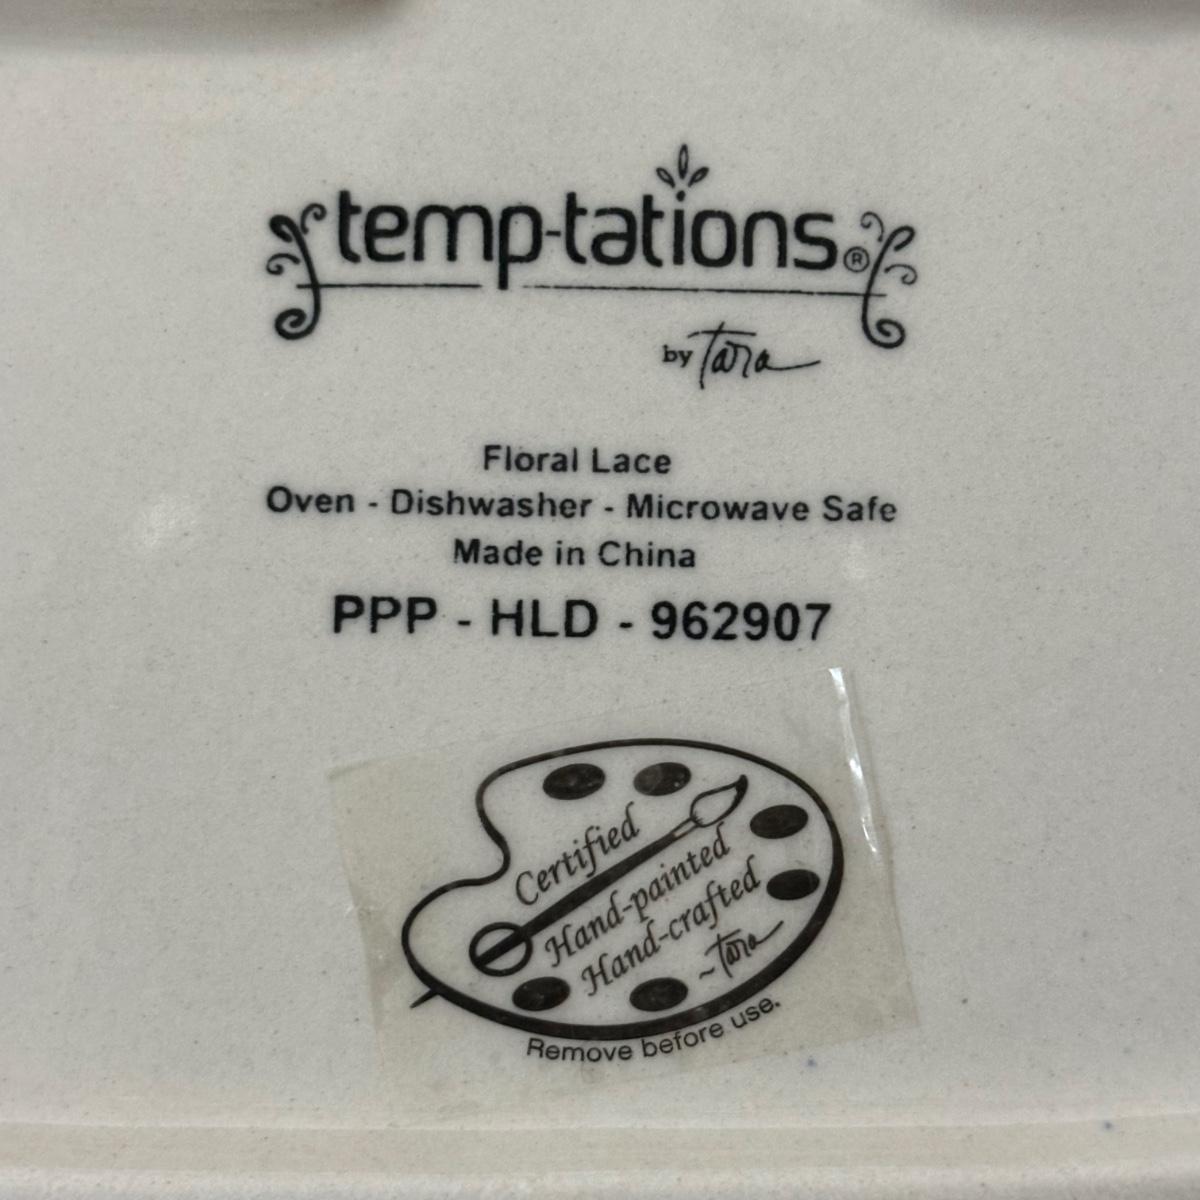 temp-tations®
by Tara
Floral Lace
Oven - Dishwasher - Microwave Safe
Made in China
PPP - HLD - 962907
Certified
Hand-painted
Hand-crafted
~Tara
Remove before use.